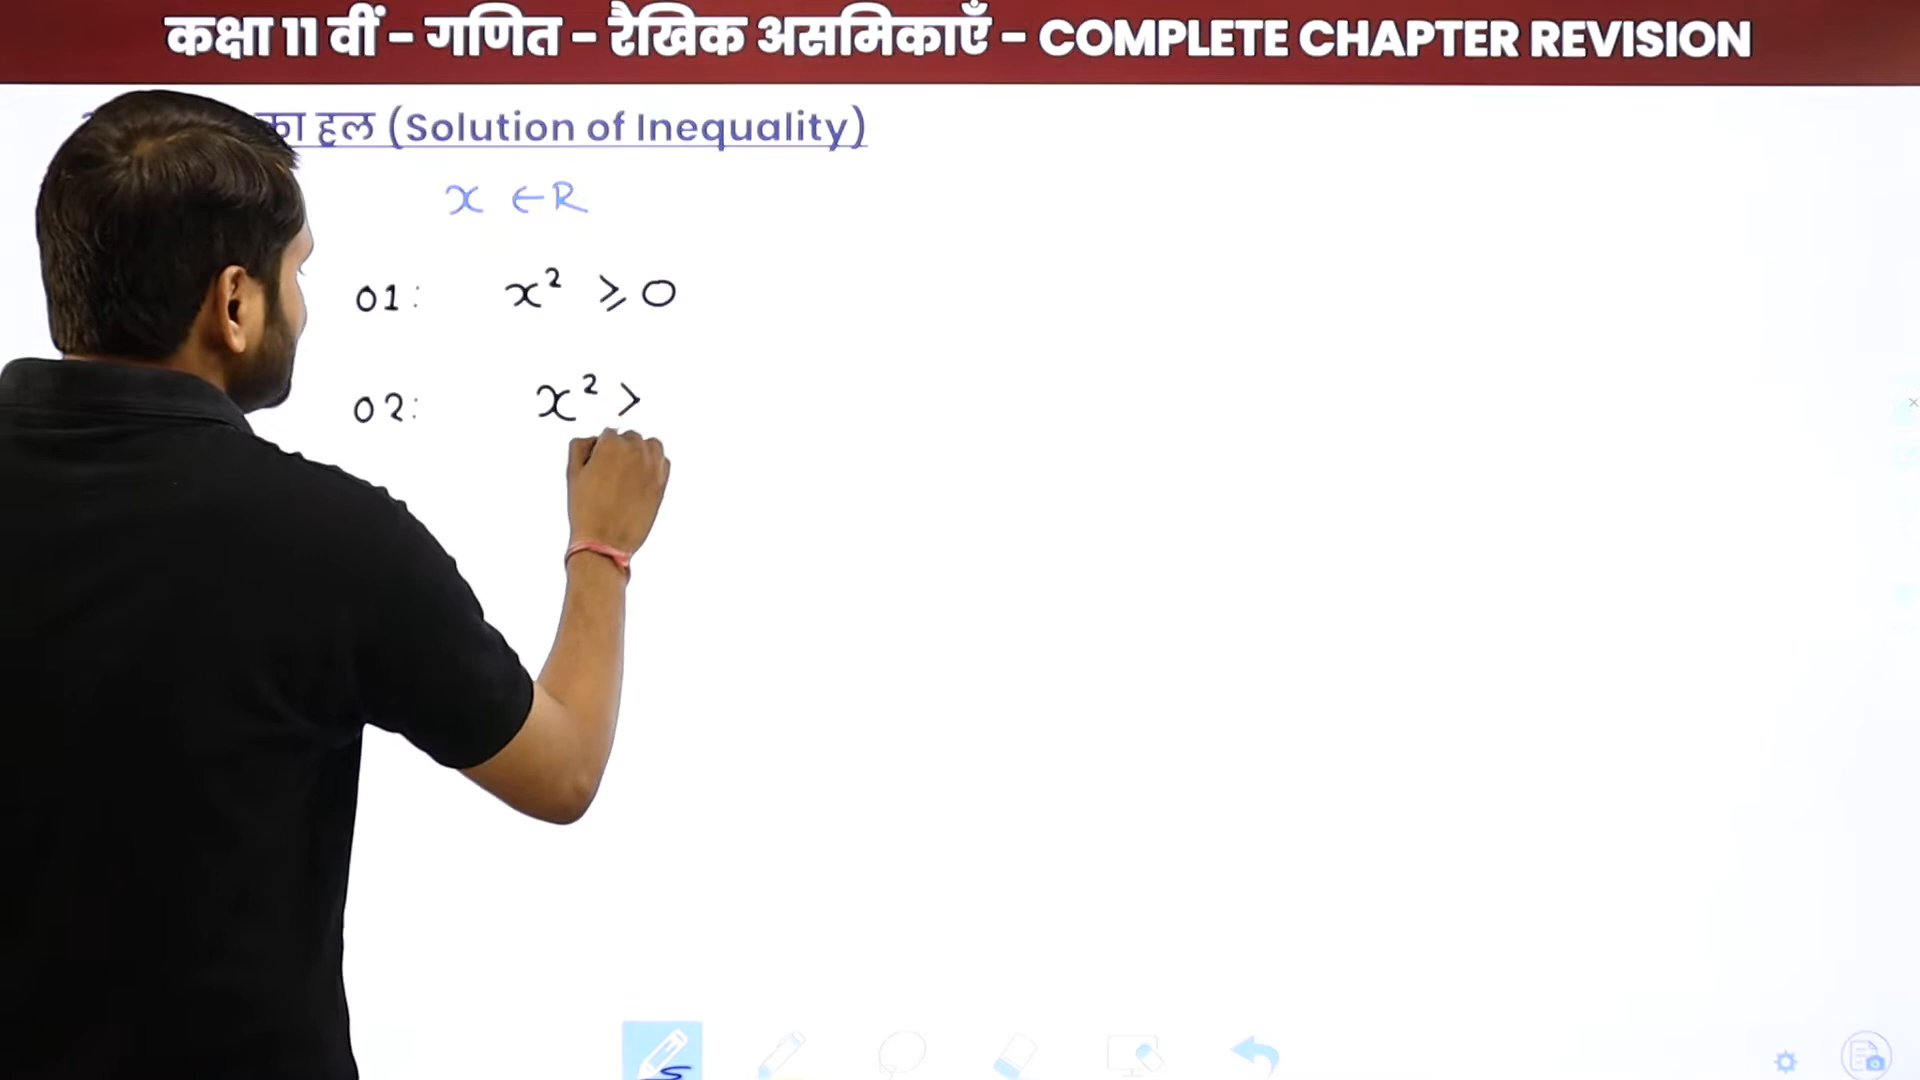 कक्षा 11 वीं – गणित – रैखिक असमिकाएँ – COMPLETE CHAPTER REVISION
का हल (Solution of Inequality)
x ∈ R
01: x² ⩾ 0
02: x² >